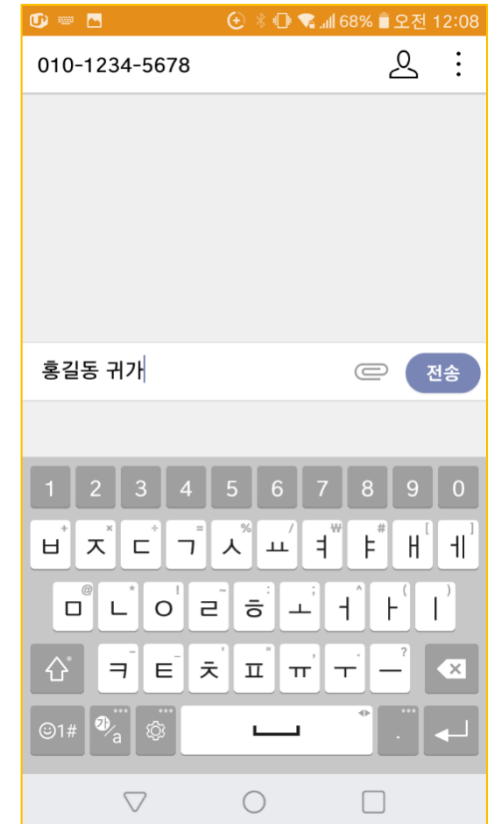 68% 오전 12:08
010-1234-5678
홍길동 귀가 전송
1 2 3 4 5 6 7 8 9 0
+ × ÷ = % / ₩ # [ ]
ㅂ ㅈ ㄷ ㄱ ㅅ ㅛ ㅕ ㅑ ㅐ ㅔ
@ * ! ~ : ; ^ ( )
ㅁ ㄴ ㅇ ㄹ ㅎ ㅗ ㅓ ㅏ ㅣ
ㅋ ㅌ ㅊ ㅍ ㅠ ㅜ ㅡ ?
1# 가/a .